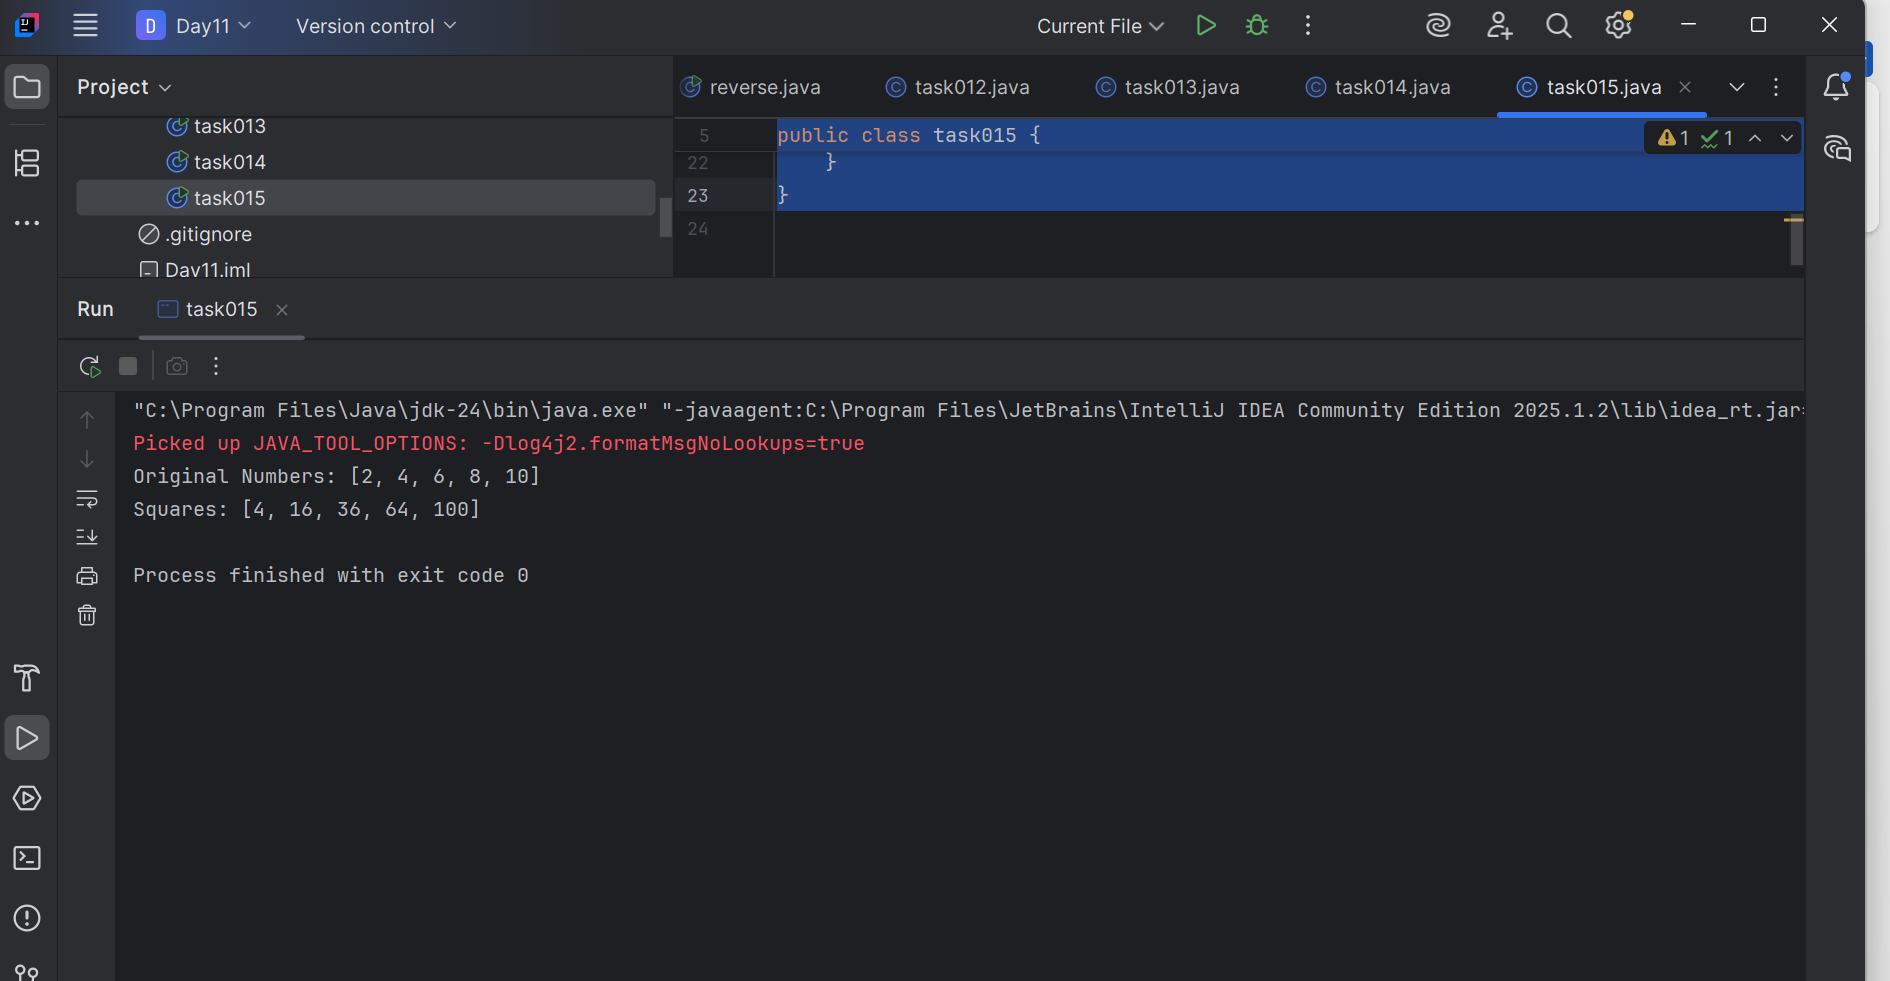 D Day11 Version control Current File
Project
reverse.java task012.java task013.java task014.java task015.java
task013
task014
task015
.gitignore
Day11.iml
5 public class task015 {
1 1
22 }
23 }
24
Run task015
"C:\Program Files\Java\jdk-24\bin\java.exe" "-javaagent:C:\Program Files\JetBrains\IntelliJ IDEA Community Edition 2025.1.2\lib\idea_rt.jar=
Picked up JAVA_TOOL_OPTIONS: -Dlog4j2.formatMsgNoLookups=true
Original Numbers: [2, 4, 6, 8, 10]
Squares: [4, 16, 36, 64, 100]
Process finished with exit code 0